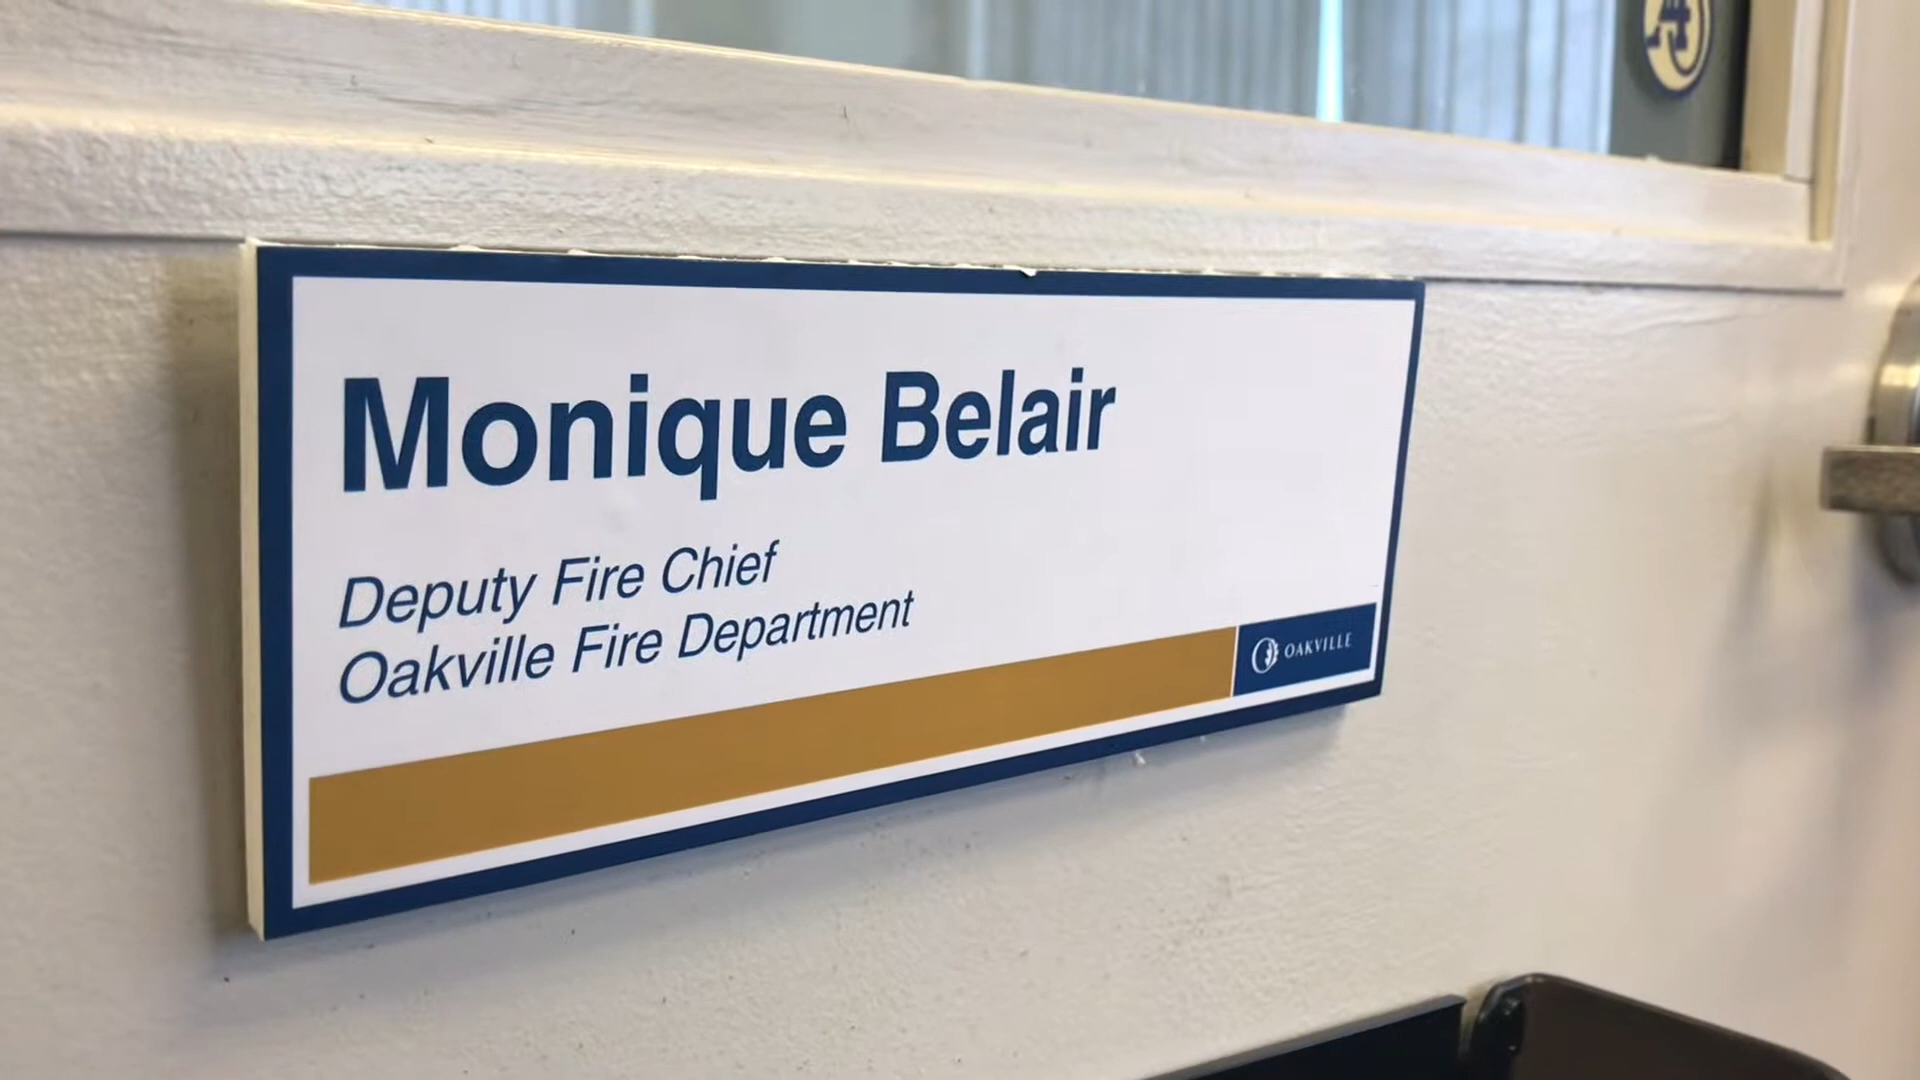 Monique Belair
Deputy Fire Chief
Oakville Fire Department
OAKVILLE